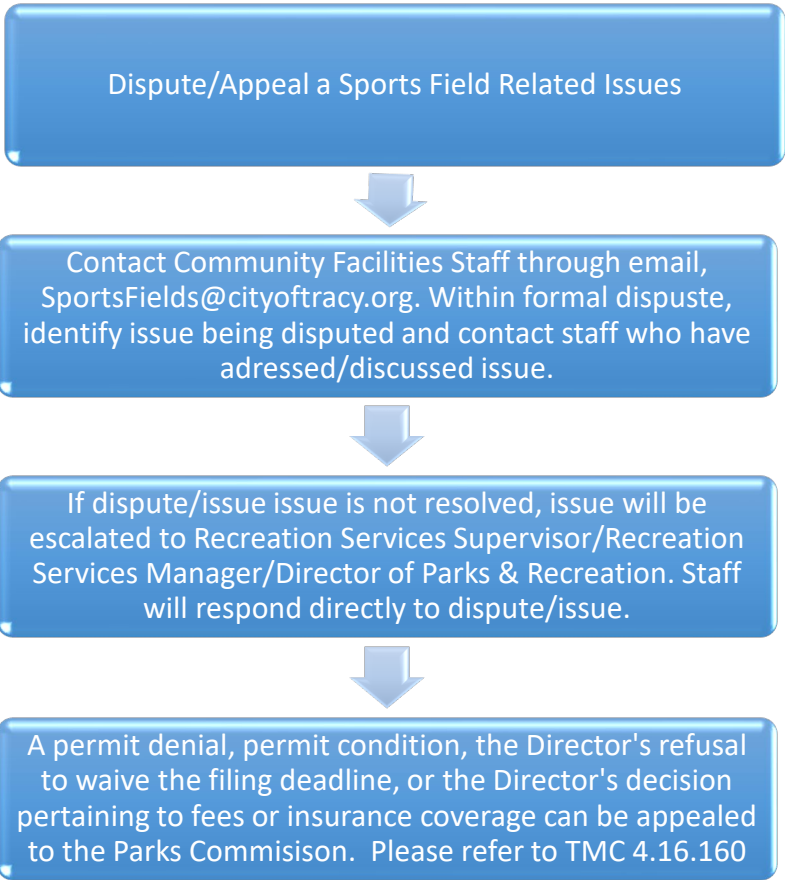 Dispute/Appeal a Sports Field Related Issues
Contact Community Facilities Staff through email,
SportsFields@cityoftracy.org. Within formal dispuste,
identify issue being disputed and contact staff who have
adressed/discussed issue.
If dispute/issue issue is not resolved, issue will be
escalated to Recreation Services Supervisor/Recreation
Services Manager/Director of Parks & Recreation. Staff
will respond directly to dispute/issue.
A permit denial, permit condition, the Director's refusal
to waive the filing deadline, or the Director's decision
pertaining to fees or insurance coverage can be appealed
to the Parks Commisison.  Please refer to TMC 4.16.160